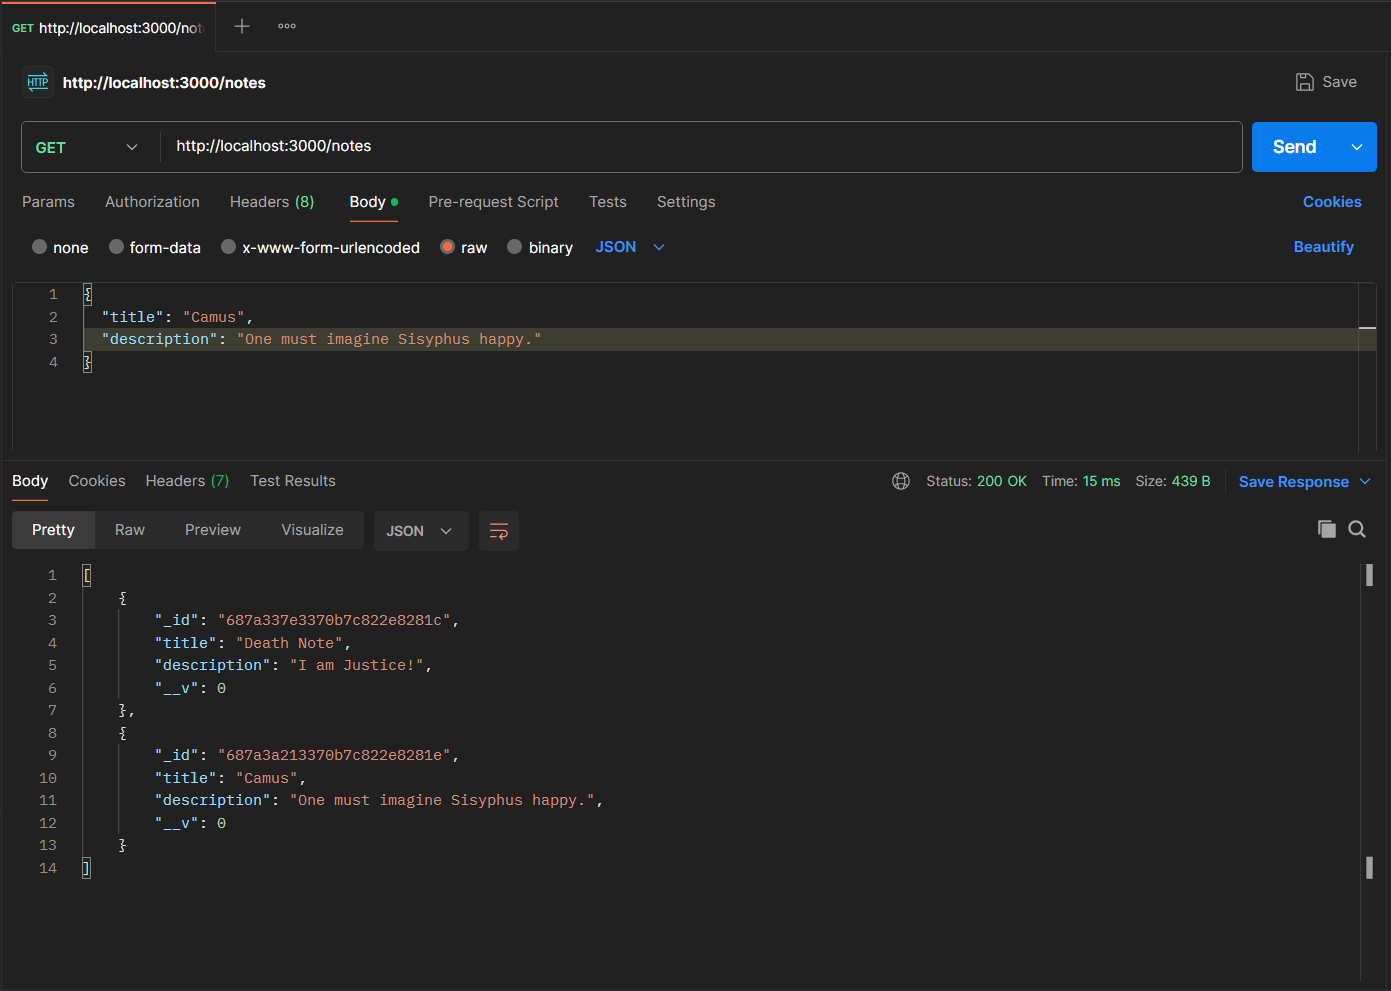 GET http://localhost:3000/not
HTTP http://localhost:3000/notes Save
GET http://localhost:3000/notes Send
Params Authorization Headers (8) Body Pre-request Script Tests Settings Cookies
none form-data x-www-form-urlencoded raw binary JSON Beautify
1 {
2 "title": "Camus",
3 "description": "One must imagine Sisyphus happy."
4 }
Body Cookies Headers (7) Test Results Status: 200 OK Time: 15 ms Size: 439 B Save Response
Pretty Raw Preview Visualize JSON
1 [
2 {
3 "_id": "687a337e3370b7c822e8281c",
4 "title": "Death Note",
5 "description": "I am Justice!",
6 "__v": 0
7 },
8 {
9 "_id": "687a3a213370b7c822e8281e",
10 "title": "Camus",
11 "description": "One must imagine Sisyphus happy.",
12 "__v": 0
13 }
14 ]